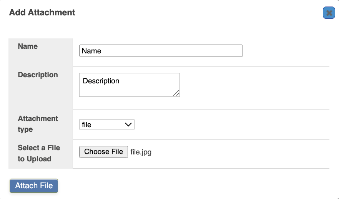 Add Attachment
Name
Name
Description
Description
Attachment
type
file
Select a File
to Upload
Choose File file.jpg
Attach File